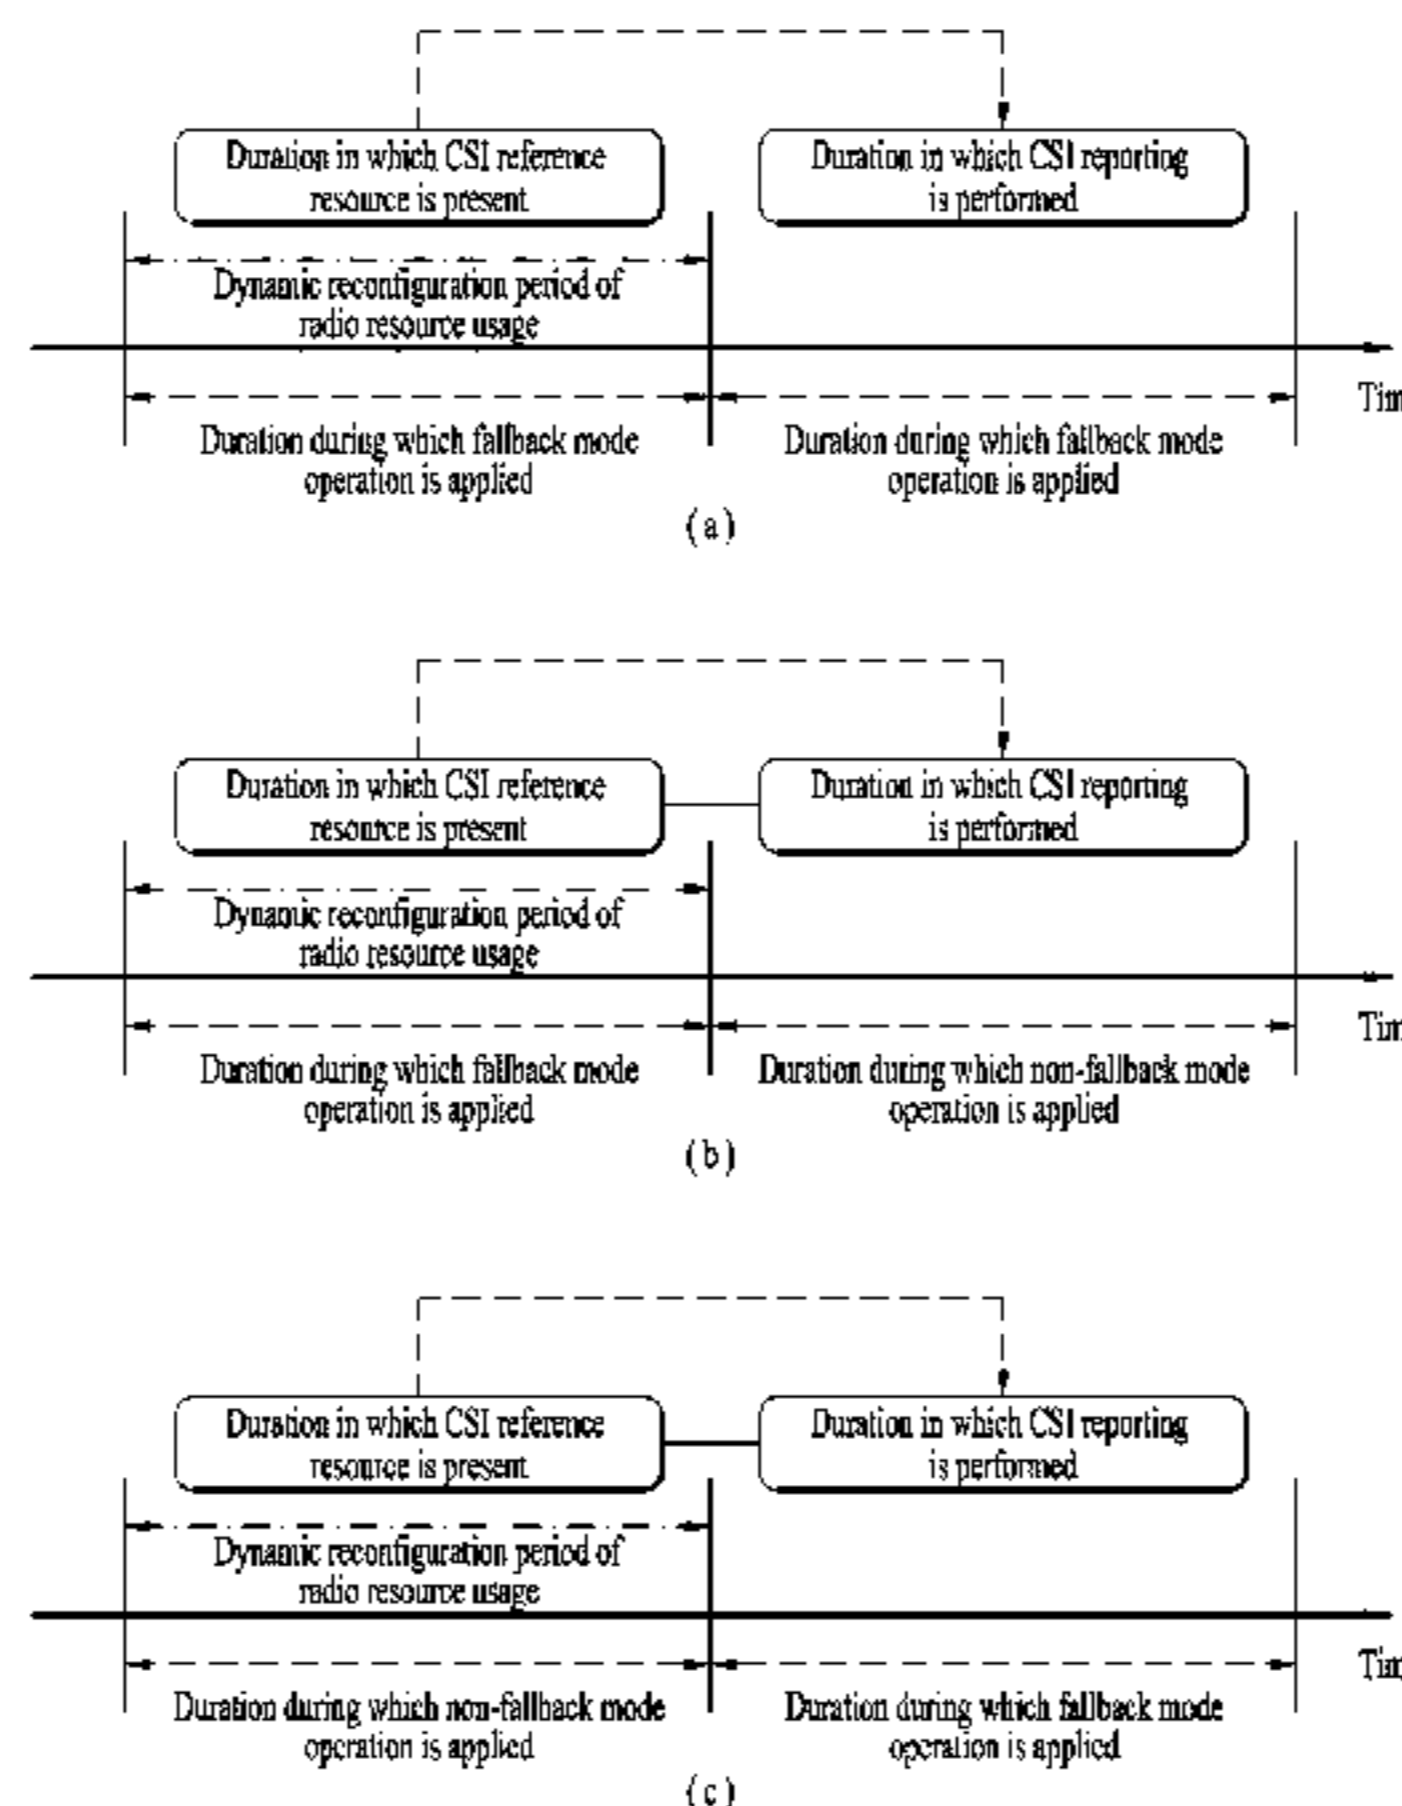 Duration in which CSI reference
resource is present
Duration in which CSI reporting
is performed
Dynamic reconfiguration period of
radio resource usage
Tim
Duration during which fallback mode
operation is applied
Duration during which fallback mode
operation is applied
(a)
Duration in which CSI reference
resource is present
Duration in which CSI reporting
is performed
Dynamic reconfiguration period of
radio resource usage
Tim
Duration during which fallback mode
operation is applied
Duration during which non-fallback mode
operation is applied
(b)
Duration in which CSI reference
resource is present
Duration in which CSI reporting
is performed
Dynamic reconfiguration period of
radio resource usage
Tim
Duration during which non-fallback mode
operation is applied
Duration during which fallback mode
operation is applied
(c)